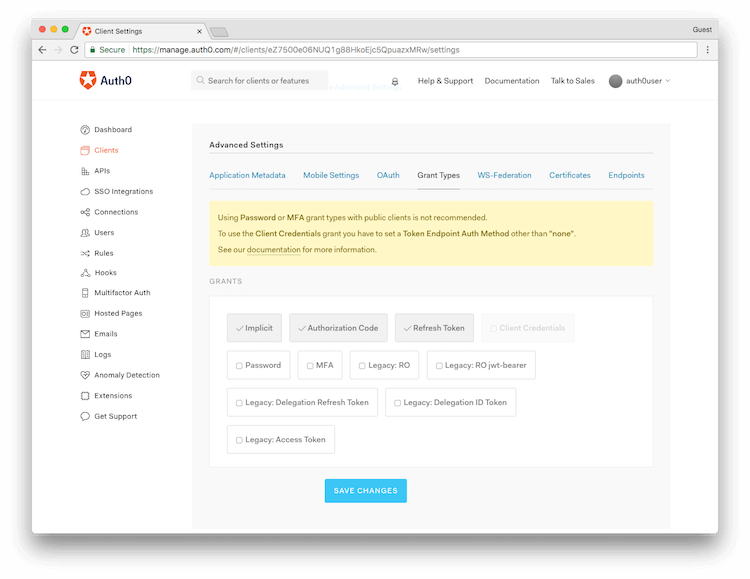 Client Settings
Guest
Secure https://manage.auth0.com/#/clients/eZ7500e06NUQ1g88HkoEjc5QpuazxMRw/settings
Auth0
Search for clients or features
Help & Support
Documentation
Talk to Sales
auth0user
Dashboard
Clients
APIs
SSO Integrations
Connections
Users
Rules
Hooks
Multifactor Auth
Hosted Pages
Emails
Logs
Anomaly Detection
Extensions
Get Support
Advanced Settings
Application Metadata
Mobile Settings
OAuth
Grant Types
WS-Federation
Certificates
Endpoints
Using Password or MFA grant types with public clients is not recommended.
To use the Client Credentials grant you have to set a Token Endpoint Auth Method other than "none".
See our documentation for more information.
GRANTS
Implicit
Authorization Code
Refresh Token
Client Credentials
Password
MFA
Legacy: RO
Legacy: RO jwt-bearer
Legacy: Delegation Refresh Token
Legacy: Delegation ID Token
Legacy: Access Token
SAVE CHANGES